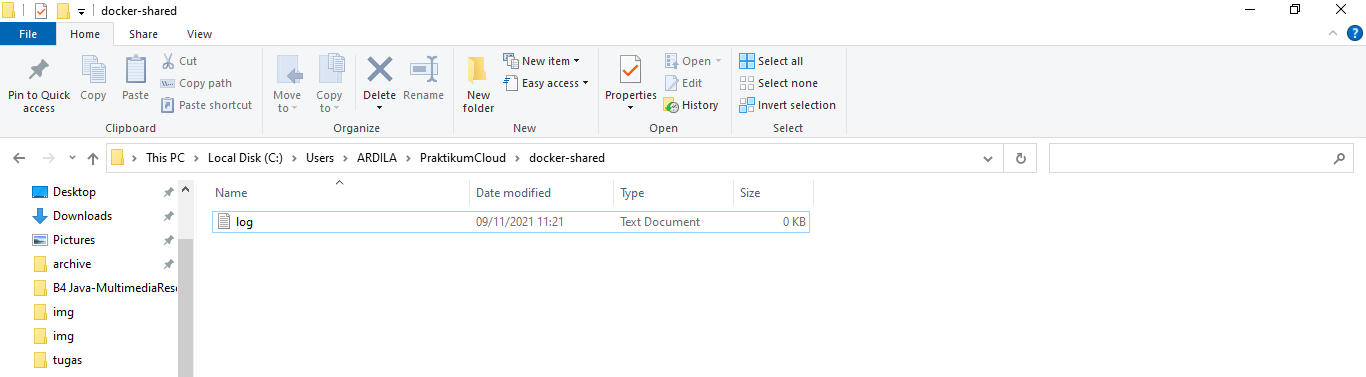 docker-shared
File Home Share View
Pin to Quick access
Copy
Paste
Cut
Copy path
Paste shortcut
Clipboard
Move to
Copy to
Delete
Rename
Organize
New folder
New item
Easy access
New
Properties
Open
Edit
History
Open
Select all
Select none
Invert selection
Select
This PC > Local Disk (C:) > Users > ARDILA > PraktikumCloud > docker-shared
Name Date modified Type Size
log 09/11/2021 11:21 Text Document 0 KB
Desktop
Downloads
Pictures
archive
B4 Java-MultimediaRes
img
img
tugas